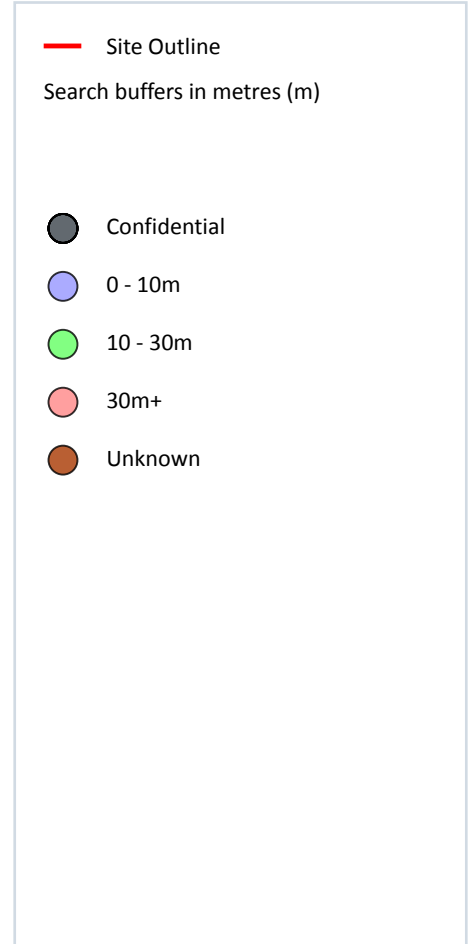 Site Outline
Search buffers in metres (m)
Confidential
0 - 10m
10 - 30m
30m+
Unknown